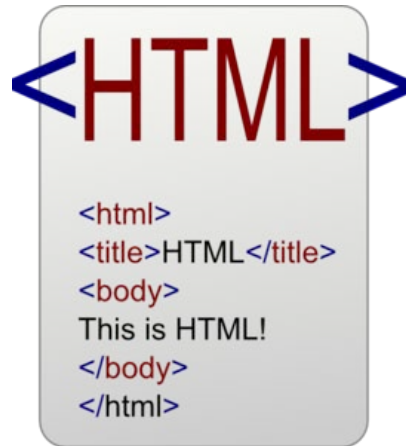 <HTML>
<html>
<title>HTML</title>
<body>
This is HTML!
</body>
</html>